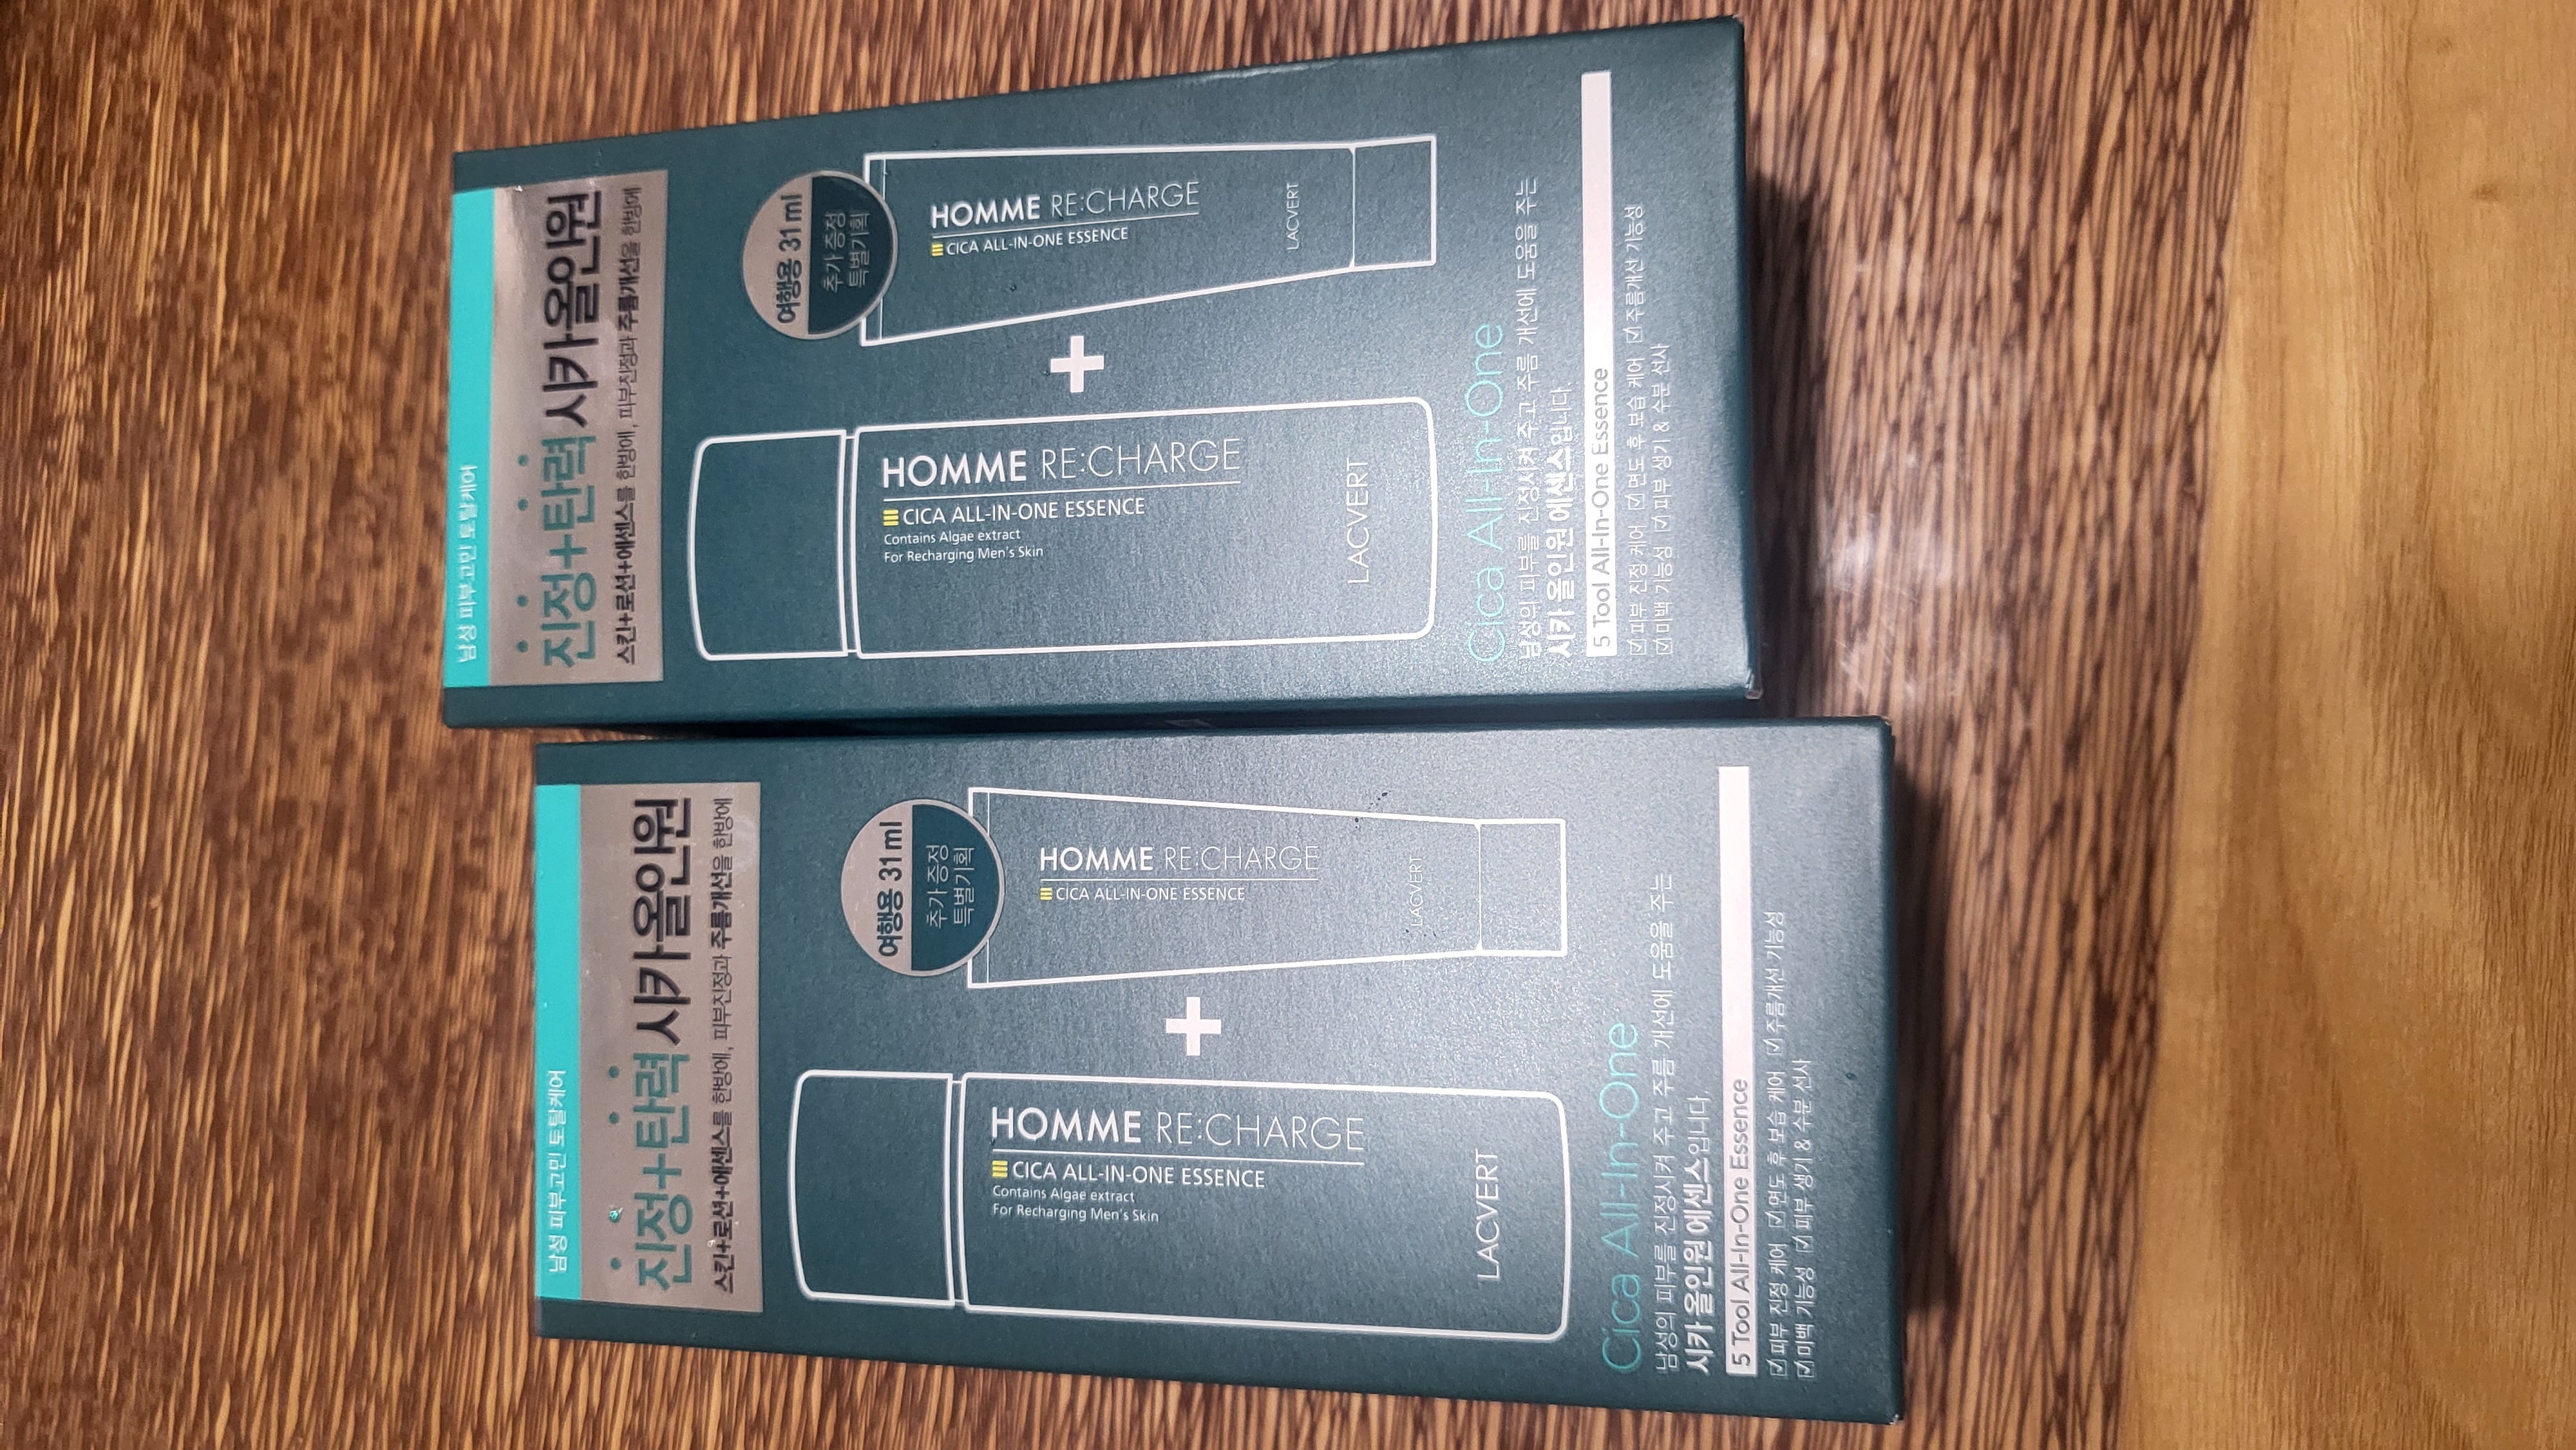 남성 피부고민 토탈케어
진정+탄력 시카올인원
스킨+로션+에센스를 한방에, 피부진정과 주름개선을 한방에
여행용 31 ml
추가 증정
특별기획
HOMME RE:CHARGE
CICA ALL-IN-ONE ESSENCE
Contains Algae extract
For Recharging Men's Skin
LACVERT
+
HOMME RE:CHARGE
CICA ALL-IN-ONE ESSENCE
LACVERT
Cica All-In-One
남성의 피부를 진정시켜 주고 주름 개선에 도움을 주는
시카 올인원 에센스입니다.
5 Tool All-In-One Essence
피부 진정 케어 면도 후 보습 케어 주름개선 기능성
미백 기능성 피부 생기 & 수분 선사
남성 피부고민 토탈케어
진정+탄력 시카올인원
스킨+로션+에센스를 한방에, 피부진정과 주름개선을 한방에
여행용 31 ml
추가 증정
특별기획
HOMME RE:CHARGE
CICA ALL-IN-ONE ESSENCE
Contains Algae extract
For Recharging Men's Skin
LACVERT
+
HOMME RE:CHARGE
CICA ALL-IN-ONE ESSENCE
LACVERT
Cica All-In-One
남성의 피부를 진정시켜 주고 주름 개선에 도움을 주는
시카 올인원 에센스입니다.
5 Tool All-In-One Essence
피부 진정 케어 면도 후 보습 케어 주름개선 기능성
미백 기능성 피부 생기 & 수분 선사